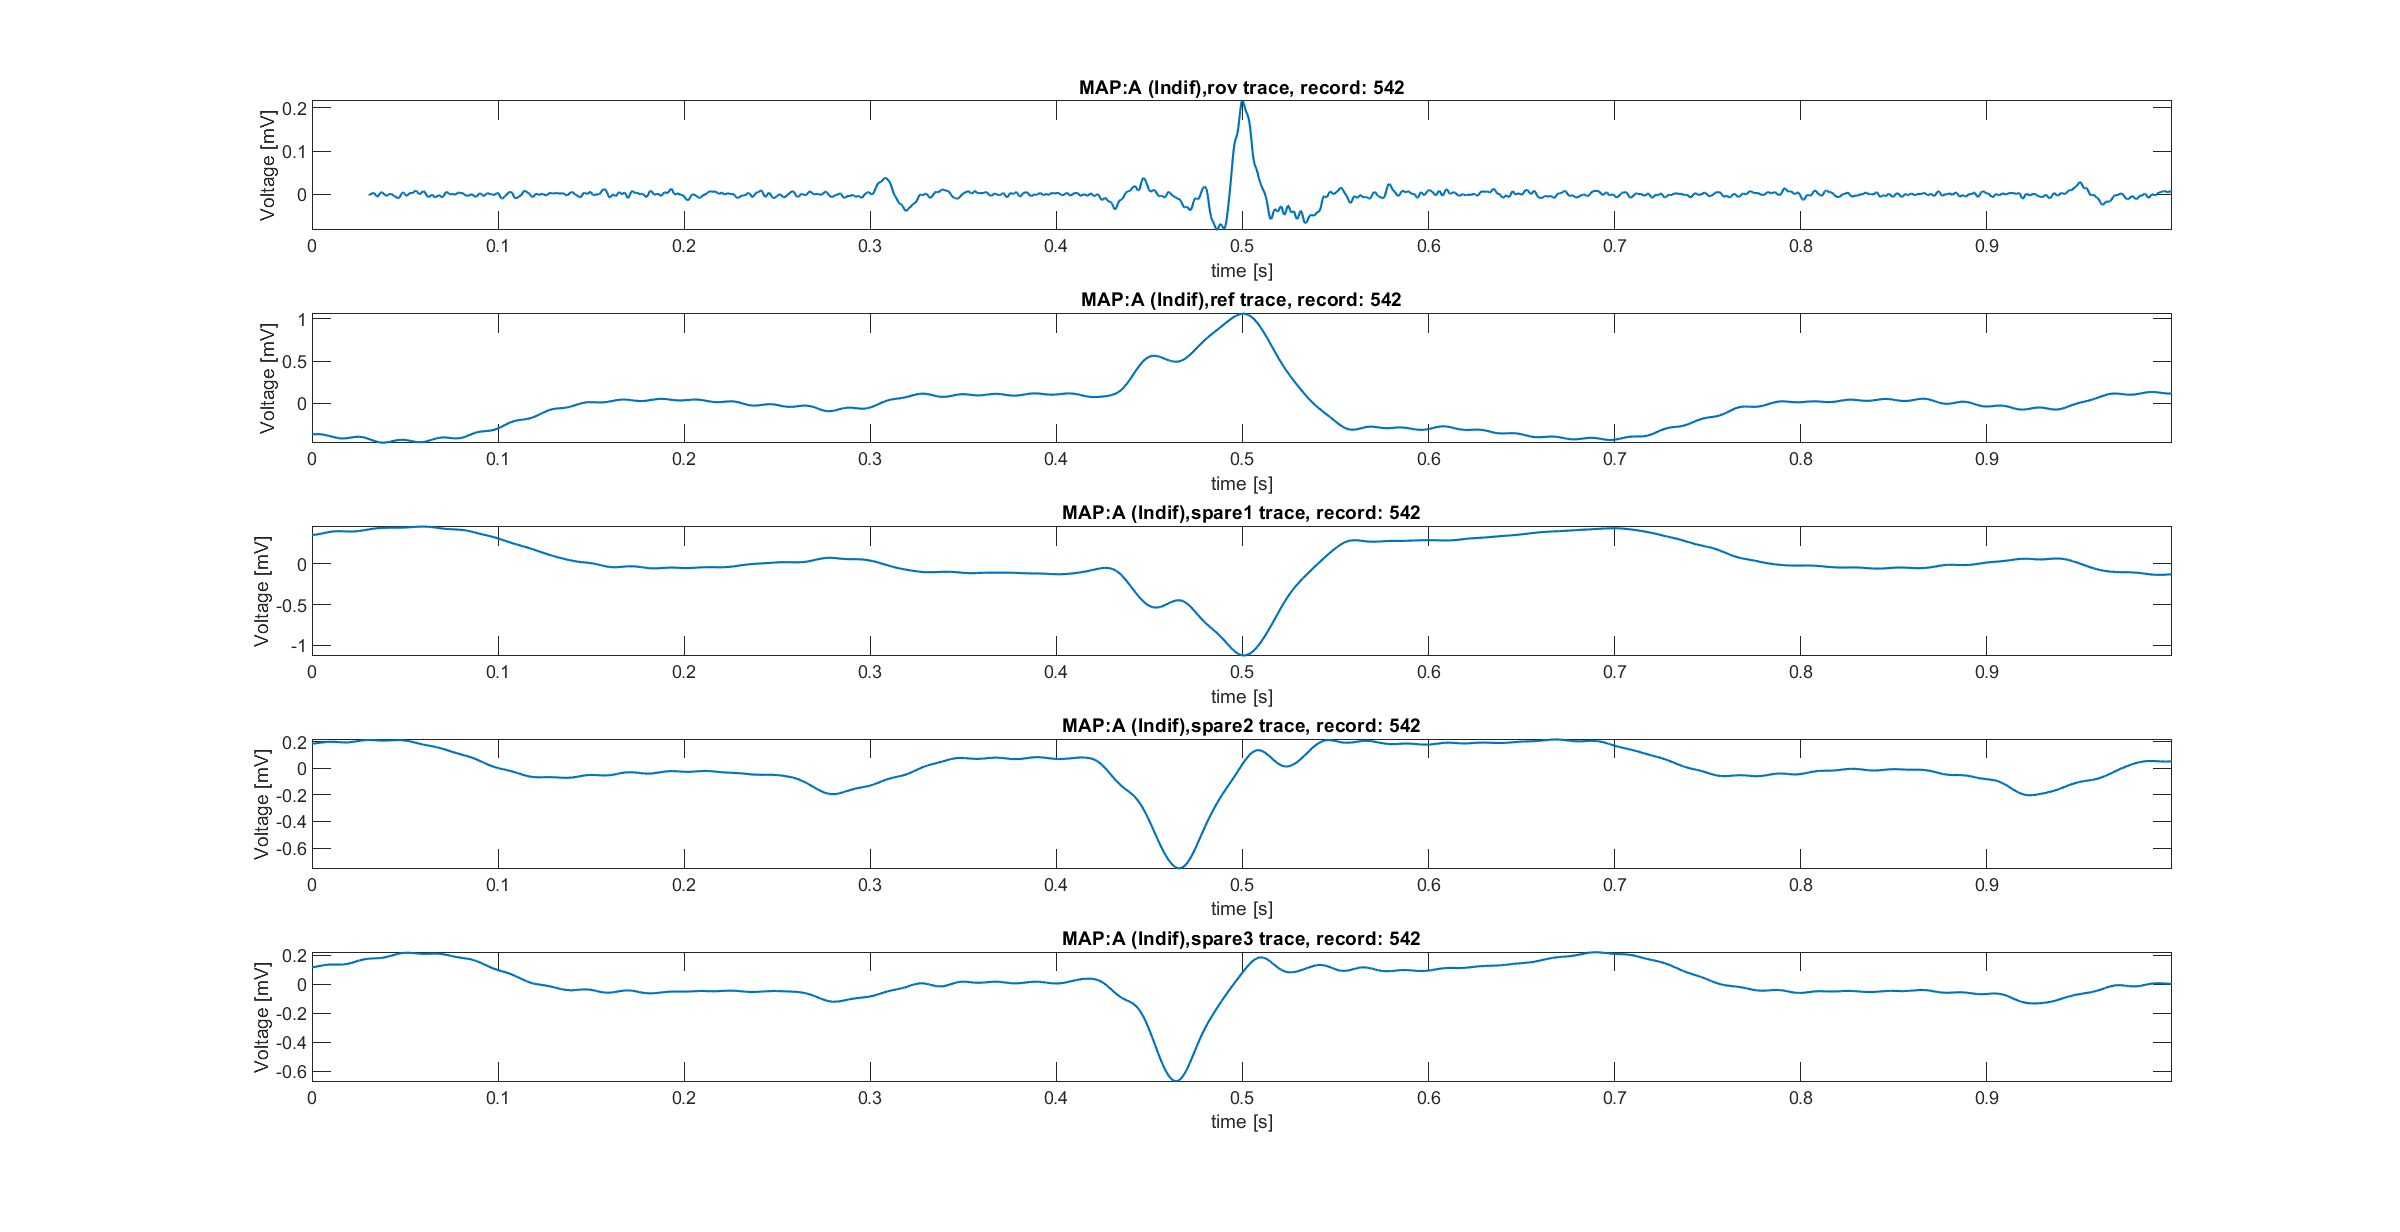 MAP:A (Indif),rov trace, record: 542
Voltage [mV]
0.2
0.1
0
0 0.1 0.2 0.3 0.4 0.5 0.6 0.7 0.8 0.9
time [s]
MAP:A (Indif),ref trace, record: 542
Voltage [mV]
1
0.5
0
0 0.1 0.2 0.3 0.4 0.5 0.6 0.7 0.8 0.9
time [s]
MAP:A (Indif),spare1 trace, record: 542
Voltage [mV]
0
-0.5
-1
0 0.1 0.2 0.3 0.4 0.5 0.6 0.7 0.8 0.9
time [s]
MAP:A (Indif),spare2 trace, record: 542
Voltage [mV]
0.2
0
-0.2
-0.4
-0.6
0 0.1 0.2 0.3 0.4 0.5 0.6 0.7 0.8 0.9
time [s]
MAP:A (Indif),spare3 trace, record: 542
Voltage [mV]
0.2
0
-0.2
-0.4
-0.6
0 0.1 0.2 0.3 0.4 0.5 0.6 0.7 0.8 0.9
time [s]